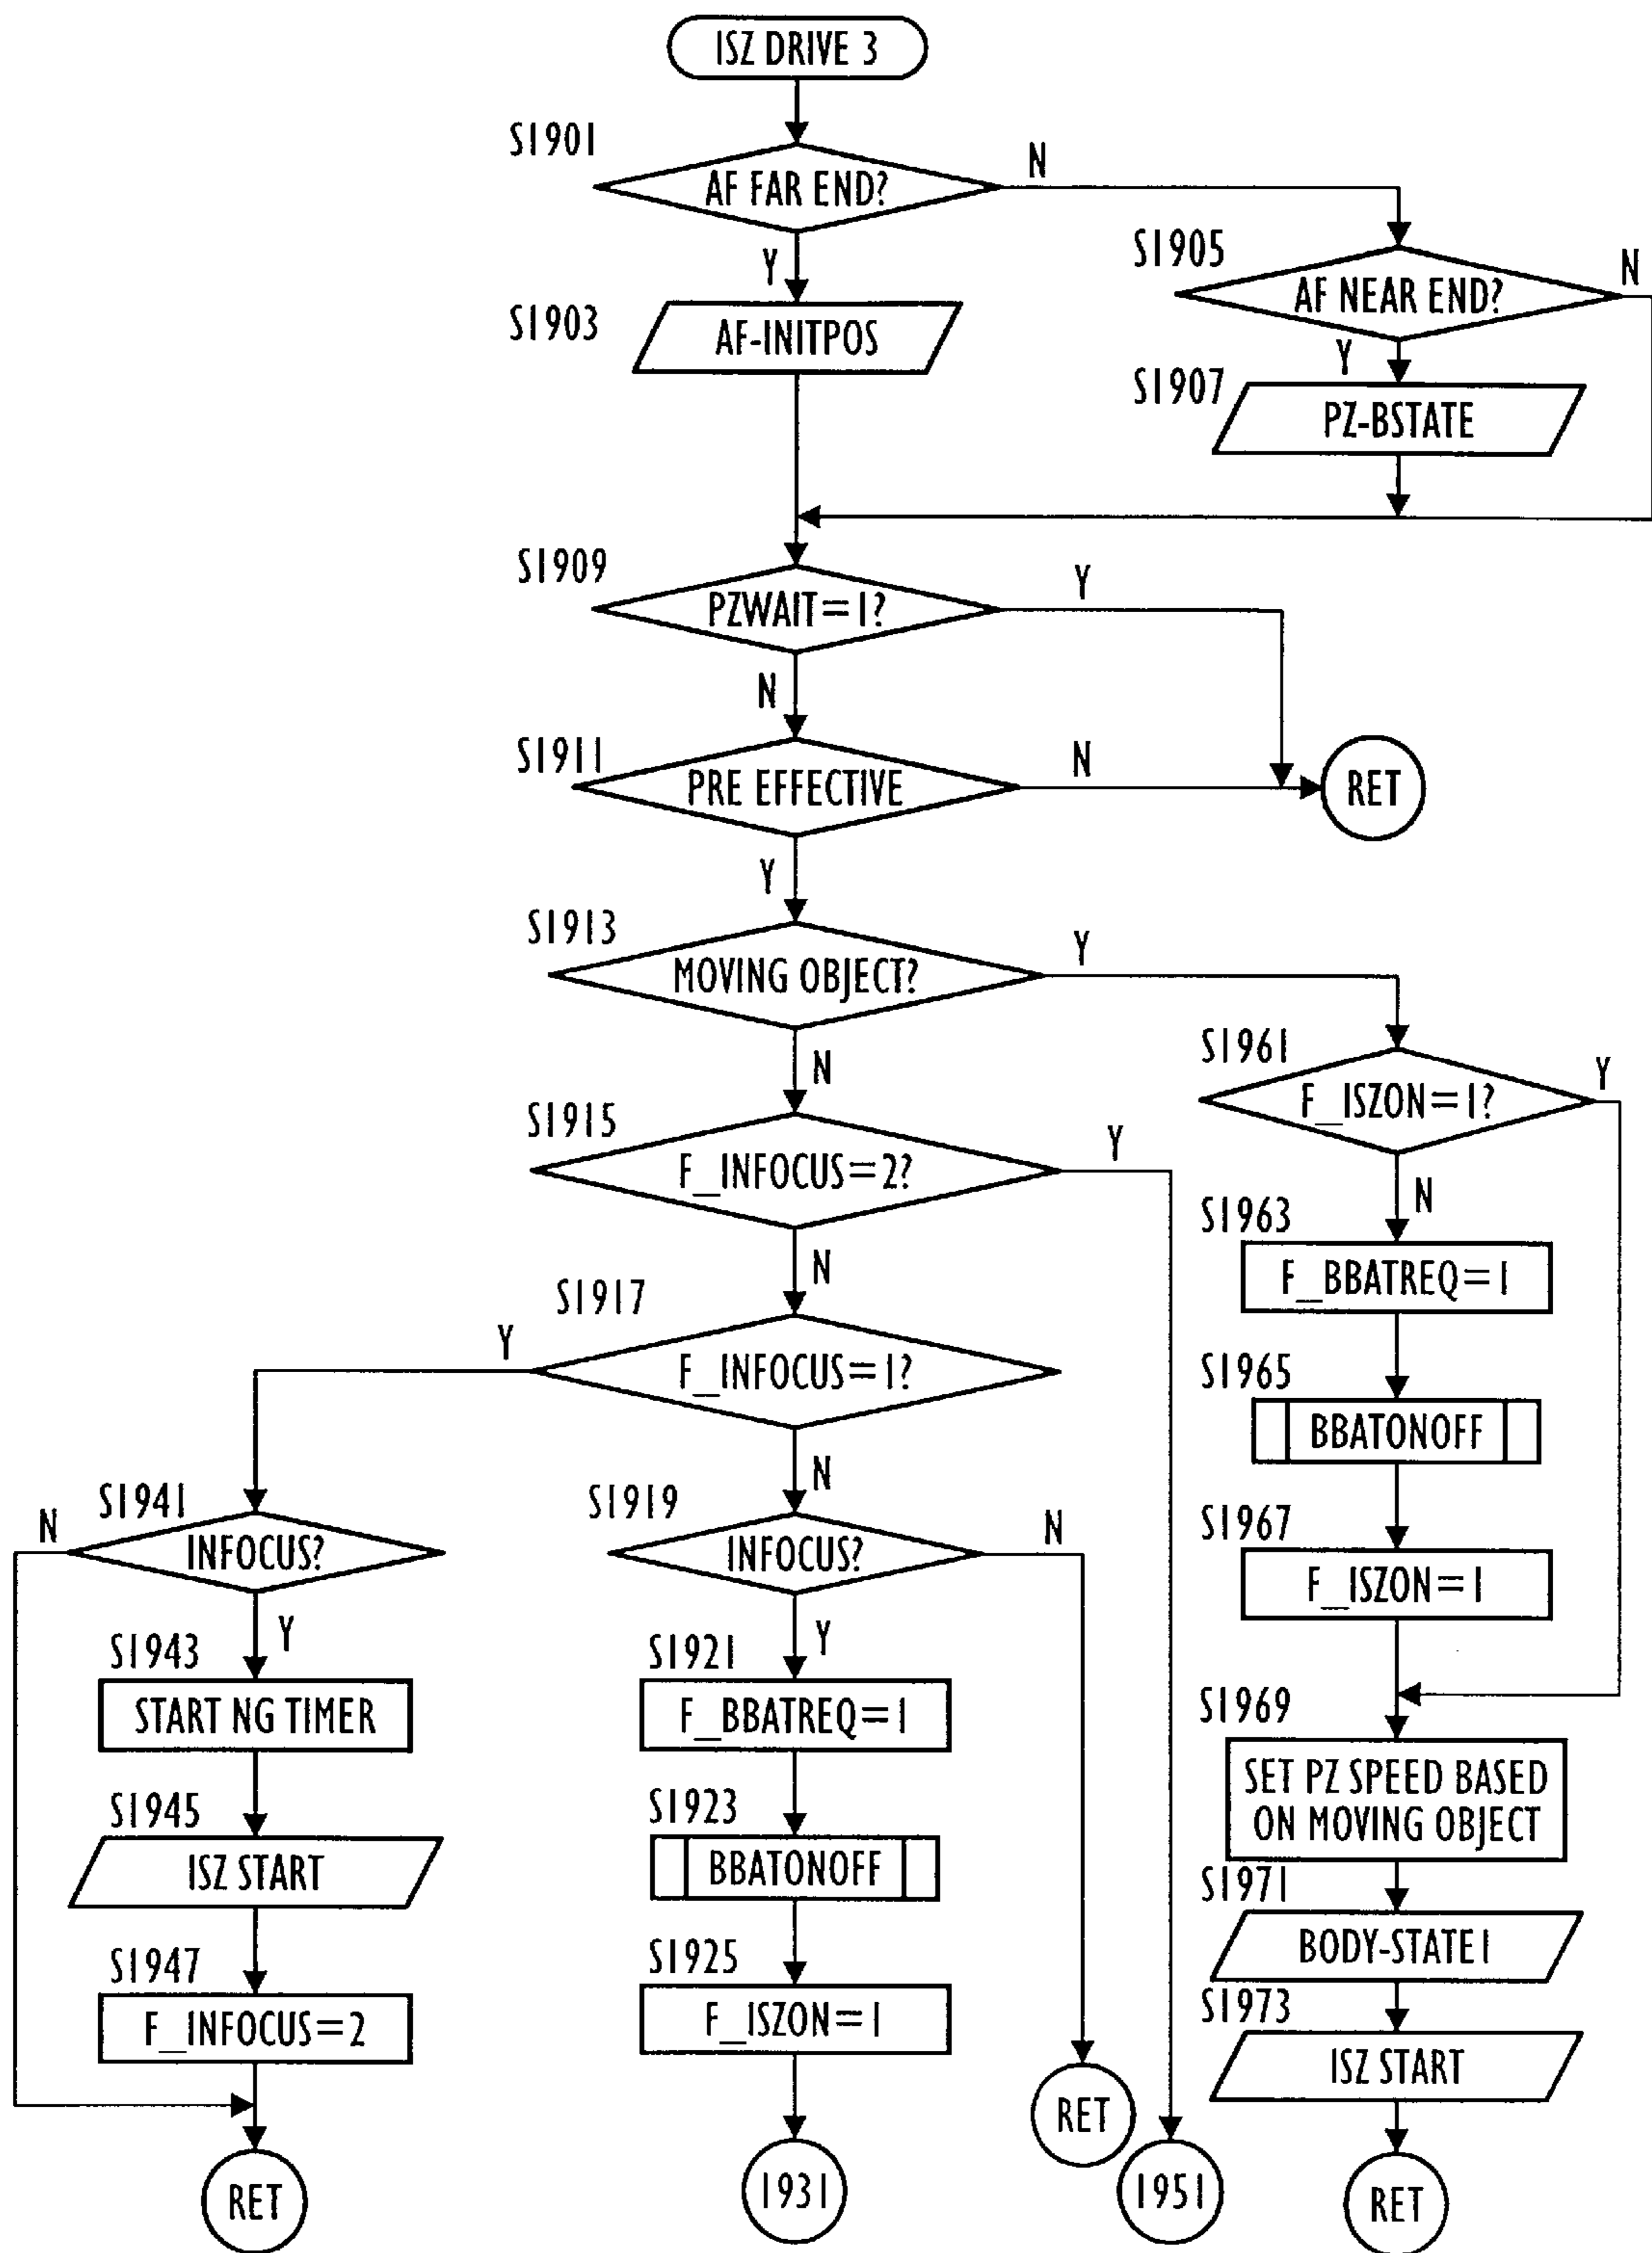 ISZ DRIVE 3
S1901
AF FAR END?
N
Y
S1903
AF-INITPOS
S1905
AF NEAR END?
N
Y
S1907
PZ-BSTATE
S1909
PZWAIT=1?
Y
N
S1911
PRE EFFECTIVE
N
RET
Y
S1913
MOVING OBJECT?
Y
N
S1961
F_ISZON=1?
Y
N
S1915
F_INFOCUS=2?
Y
N
S1963
F_BBATREQ=1
S1917
F_INFOCUS=1?
Y
N
S1965
BBATONOFF
S1967
F_ISZON=1
S1941
INFOCUS?
N
Y
S1919
INFOCUS?
N
Y
S1943
START NG TIMER
S1921
F_BBATREQ=1
S1969
SET PZ SPEED BASED
ON MOVING OBJECT
S1945
ISZ START
S1923
BBATONOFF
S1971
BODY-STATE1
S1947
F_INFOCUS=2
S1925
F_ISZON=1
S1973
ISZ START
RET
1931
RET
1951
RET